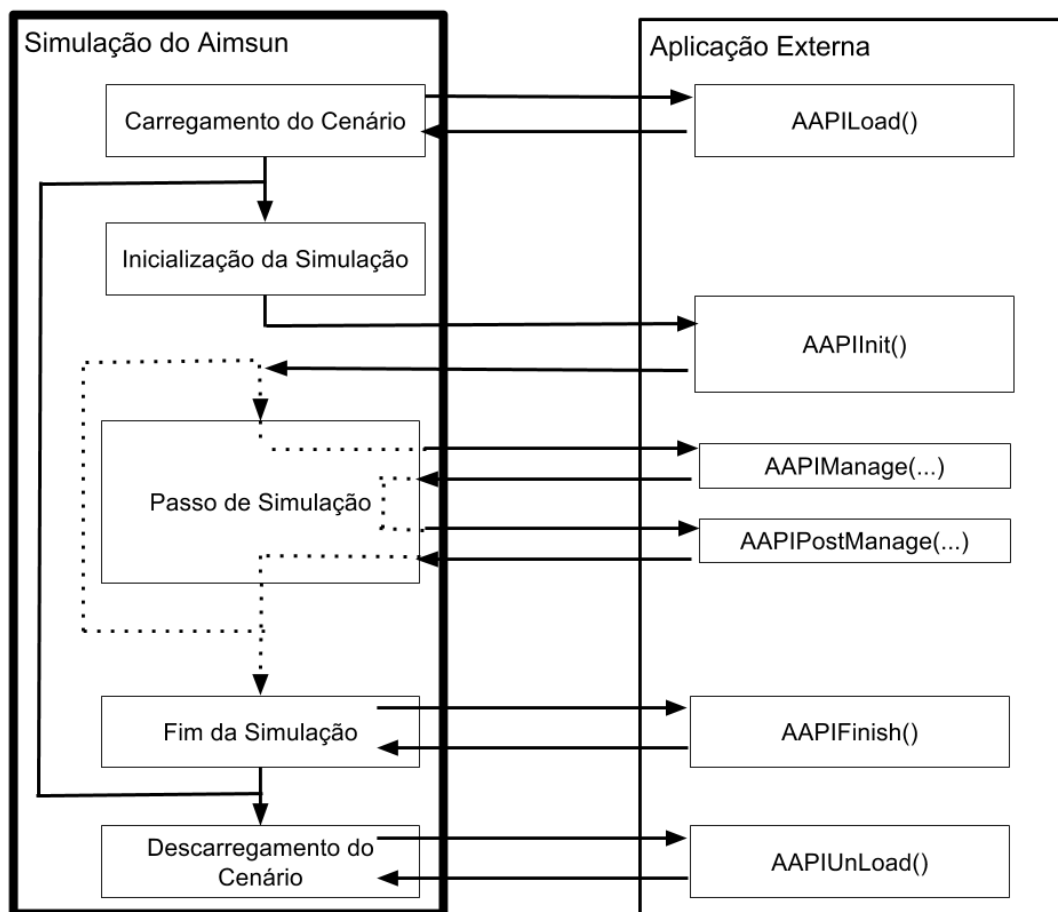 Simulação do Aimsun
Aplicação Externa
Carregamento do Cenário
AAPILoad()
Inicialização da Simulação
AAPIInit()
Passo de Simulação
AAPIManage(...)
AAPIPostManage(...)
Fim da Simulação
AAPIFinish()
Descarregamento do
Cenário
AAPIUnLoad()